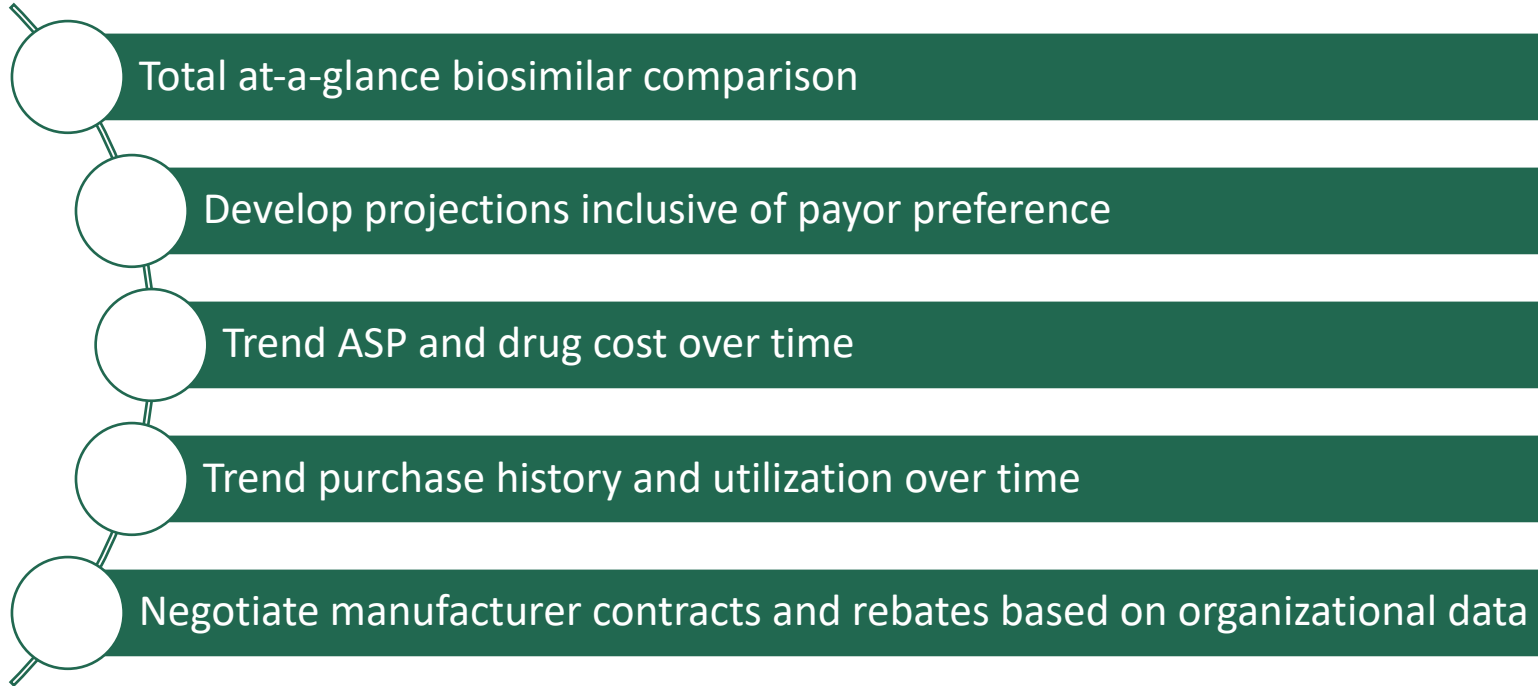 Total at-a-glance biosimilar comparison
Develop projections inclusive of payor preference
Trend ASP and drug cost over time
Trend purchase history and utilization over time
Negotiate manufacturer contracts and rebates based on organizational data